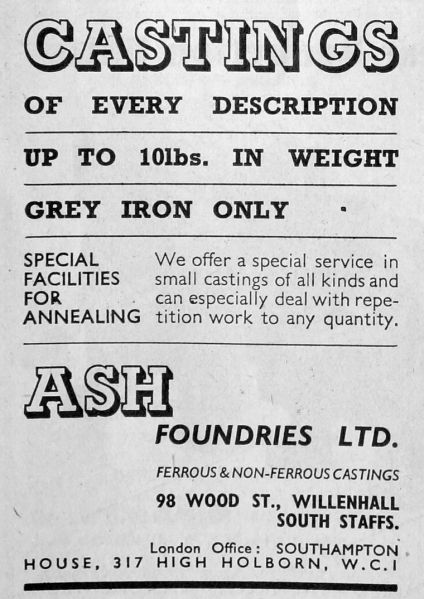 CASTINGS
OF EVERY DESCRIPTION
UP TO 10lbs. IN WEIGHT
GREY IRON ONLY
SPECIAL
FACILITIES
FOR
ANNEALING
We offer a special service in
small castings of all kinds and
can especially deal with repe-
tition work to any quantity.
ASH
FOUNDRIES LTD.
FERROUS & NON-FERROUS CASTINGS
98 WOOD ST., WILLENHALL
SOUTH STAFFS.
London Office: SOUTHAMPTON
HOUSE, 317 HIGH HOLBORN, W.C.1